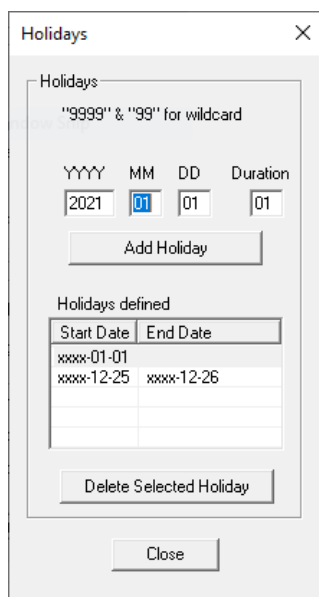 Holidays
Holidays
"9999" & "99" for wildcard
YYYY MM DD Duration
2021 01 01 01
Add Holiday
Holidays defined
Start Date End Date
xxxx-01-01
xxxx-12-25 xxxx-12-26
Delete Selected Holiday
Close